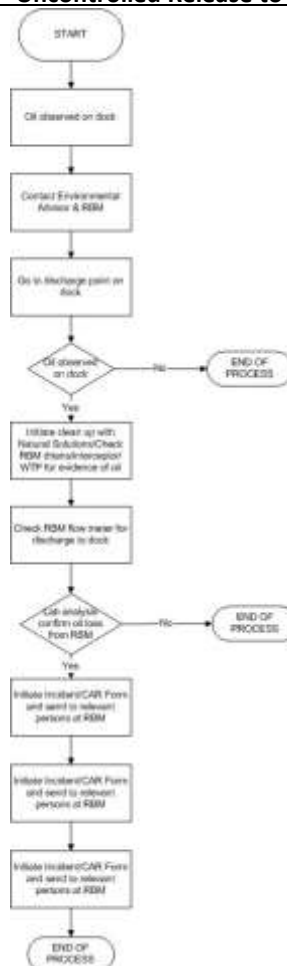 Uncontrolled Release to
START
Oil observed on dock
Contact Environmental
Advisor & RBM
Go to discharge point on
dock
Oil observed
on dock
No
END OF
PROCESS
Yes
Initiate clean up with
Natural Solutions/Check
RBM drains/interceptor/
WTP for evidence of oil
Check RBM flow meter for
discharge to dock
Lab analysis
confirm oil loss
from RBM
No
END OF
PROCESS
Yes
Initiate Incident/CAR Form
and send to relevant
persons at RBM
Initiate Incident/CAR Form
and send to relevant
persons at RBM
Initiate Incident/CAR Form
and send to relevant
persons at RBM
END OF
PROCESS